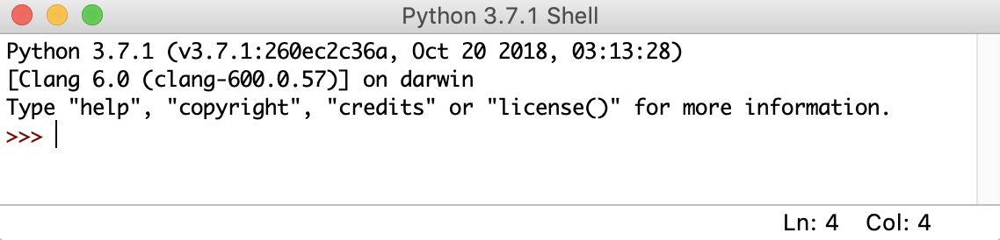 Python 3.7.1 Shell
Python 3.7.1 (v3.7.1:260ec2c36a, Oct 20 2018, 03:13:28)
[Clang 6.0 (clang-600.0.57)] on darwin
Type "help", "copyright", "credits" or "license()" for more information.
>>>
Ln: 4 Col: 4